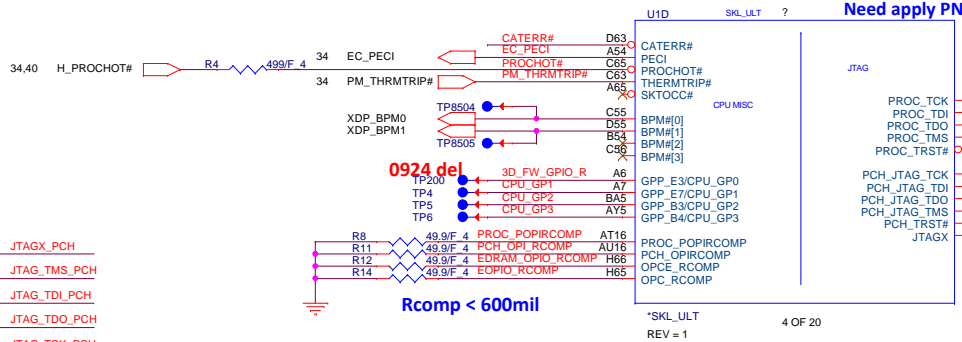 U1D SKL_ULT ? Need apply PN
CATERR# D63 CATERR#
34 EC_PECI EC_PECI A54 PECI JTAG
34,40 H_PROCHOT# R4 499/F_4 PROCHOT# C65 PROCHOT#
34 PM_THRMTRIP# PM_THRMTRIP# C63 THERMTRIP#
A65 SKTOCC#
CPU MISC
TP8504 PROC_TCK
XDP_BPM0 C55 BPM#[0] PROC_TDI
XDP_BPM1 D55 BPM#[1] PROC_TDO
B54 BPM#[2] PROC_TMS
TP8505 C56 BPM#[3] PROC_TRST#
0924 del
TP200 3D_FW_GPIO_R A6 GPP_E3/CPU_GP0 PCH_JTAG_TCK
TP4 CPU_GP1 A7 GPP_E7/CPU_GP1 PCH_JTAG_TDI
TP5 CPU_GP2 BA5 GPP_B3/CPU_GP2 PCH_JTAG_TDO
TP6 CPU_GP3 AY5 GPP_B4/CPU_GP3 PCH_JTAG_TMS
PCH_TRST#
JTAGX
R8 49.9/F_4 PROC_POPIRCOMP AT16 PROC_POPIRCOMP
JTAGX_PCH R11 49.9/F_4 PCH_OPI_RCOMP AU16 PCH_OPIRCOMP
R12 49.9/F_4 EDRAM_OPIO_RCOMP H66 OPCE_RCOMP
JTAG_TMS_PCH R14 49.9/F_4 EOPIO_RCOMP H65 OPC_RCOMP
JTAG_TDI_PCH
Rcomp < 600mil
JTAG_TDO_PCH *SKL_ULT 4 OF 20
REV = 1
JTAG_TCK_PCH